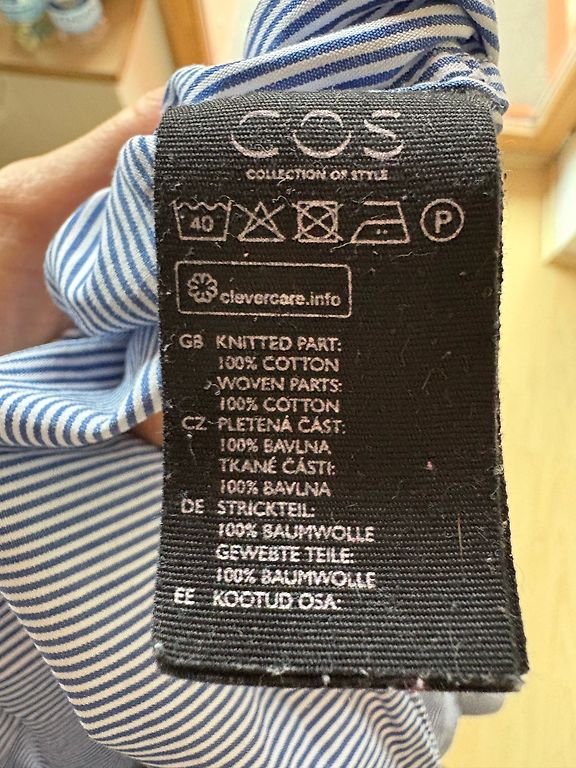 COS
COLLECTION OF STYLE
40 P
clevercare.info
GB KNITTED PART:
100% COTTON
WOVEN PARTS:
100% COTTON
CZ PLETENÁ ČÁST:
100% BAVLNA
TKANÉ ČÁSTI:
100% BAVLNA
DE STRICKTEIL:
100% BAUMWOLLE
GEWEBTE TEILE:
100% BAUMWOLLE
EE KOOTUD OSA: